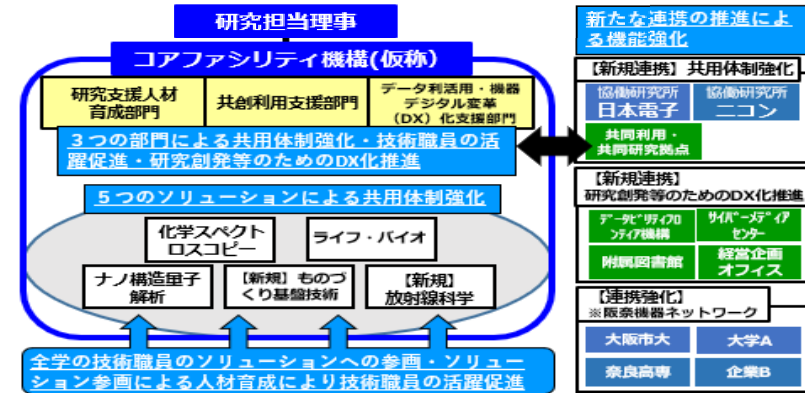 研究担当理事
コアファシリティ機構(仮称)
研究支援人材
育成部門
共創利用支援部門
データ利活用・機器
デジタル変革
（DX）化支援部門
３つの部門による共用体制強化・技術職員の活
躍促進・研究創発等のためのDX化推進
５つのソリューションによる共用体制強化
化学スペクト
ロスコピー
ライフ・バイオ
ナノ構造量子
解析
【新規】ものづ
くり基盤技術
【新規】
放射線科学
全学の技術職員のソリューションへの参画・ソリュー
ション参画による人材育成により技術職員の活躍促進
新たな連携の推進によ
る機能強化
【新規連携】共用体制強化
協働研究所
日本電子
協働研究所
ニコン
共同利用・
共同研究拠点
【新規連携】
研究創発等のためのDX化推進
ﾃﾞｰﾀﾋﾞﾘﾃｨﾌﾛ
ﾝﾃｨｱ機構
ｻｲﾊﾞｰﾒﾃﾞｨｱ
ｾﾝﾀｰ
附属図書館
経営企画
オフィス
【連携強化】
※阪奈機器ネットワーク
大阪市大
大学A
奈良高専
企業B